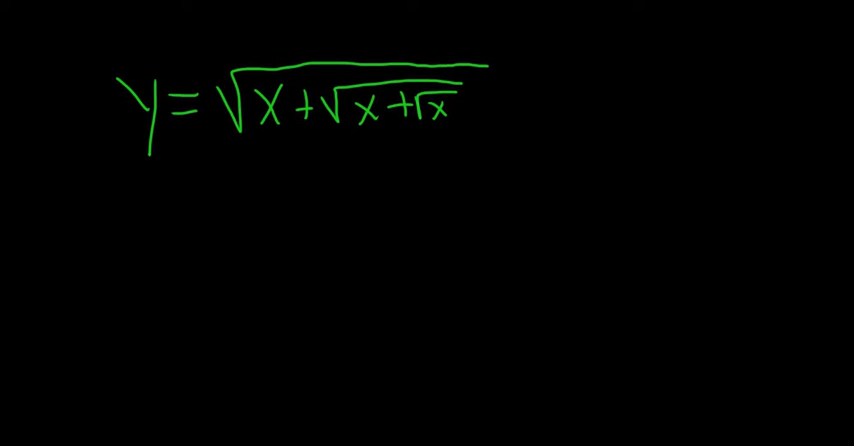 y = √(x + √(x + √x))